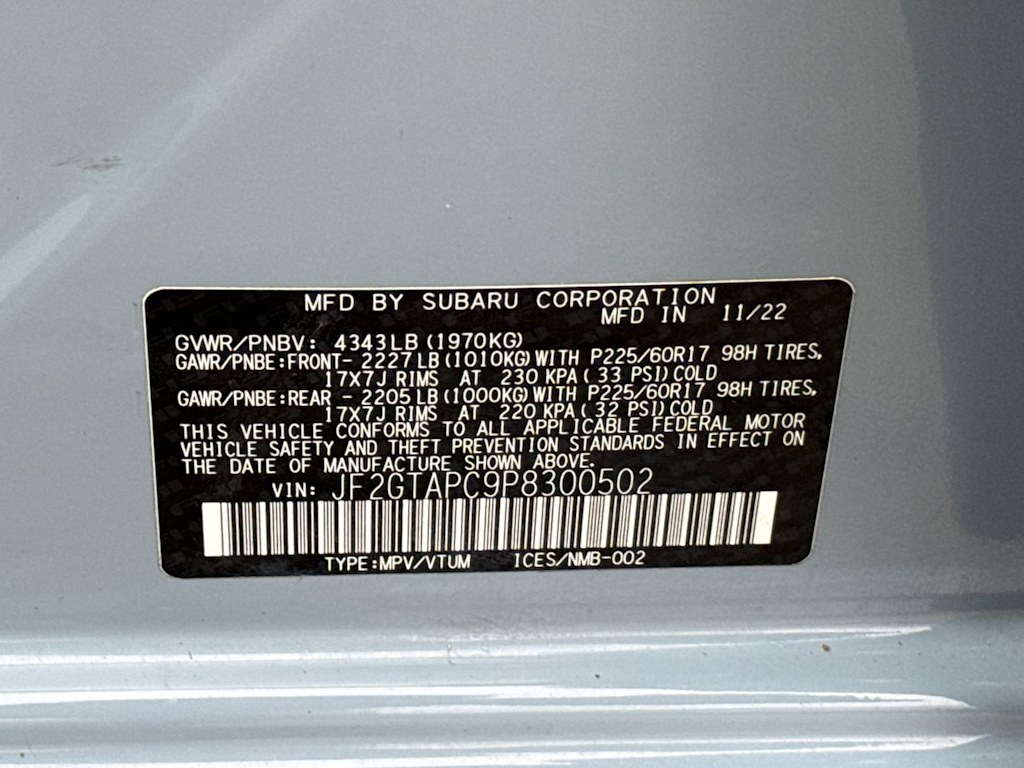 MFD BY SUBARU CORPORATION
MFD IN 11/22
GVWR/PNBV: 4343LB (1970KG)
GAWR/PNBE:FRONT- 2227LB (1010KG)WITH P225/60R17 98H TIRES,
17X7J RIMS AT 230 KPA( 33 PSI)COLD
GAWR/PNBE:REAR - 2205LB (1000KG)WITH P225/60R17 98H TIRES,
17X7J RIMS AT 220 KPA( 32 PSI)COLD
THIS VEHICLE CONFORMS TO ALL APPLICABLE FEDERAL MOTOR
VEHICLE SAFETY AND THEFT PREVENTION STANDARDS IN EFFECT ON
THE DATE OF MANUFACTURE SHOWN ABOVE.
VIN: JF2GTAPC9P8300502
TYPE:MPV/VTUM ICES/NMB-002